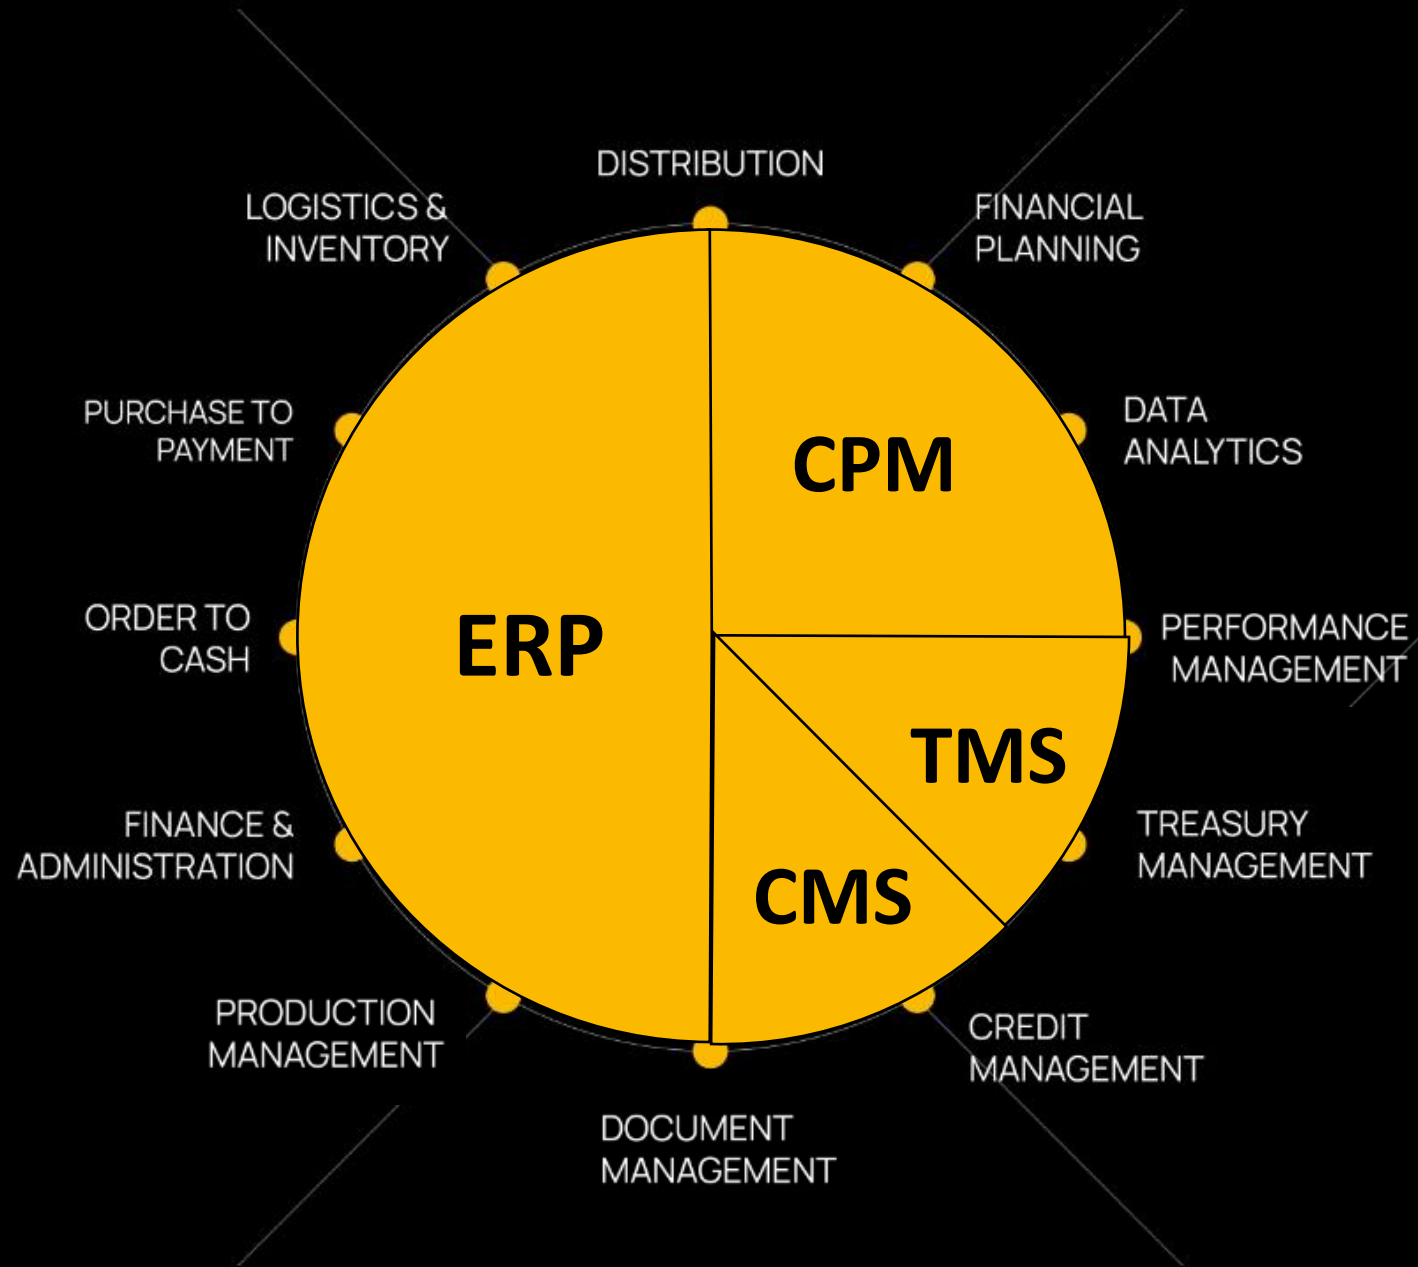 DISTRIBUTION
LOGISTICS &
INVENTORY
FINANCIAL
PLANNING
PURCHASE TO
PAYMENT
DATA
ANALYTICS
CPM
ORDER TO
CASH
ERP
PERFORMANCE
MANAGEMENT
TMS
FINANCE &
ADMINISTRATION
TREASURY
MANAGEMENT
CMS
PRODUCTION
MANAGEMENT
CREDIT
MANAGEMENT
DOCUMENT
MANAGEMENT